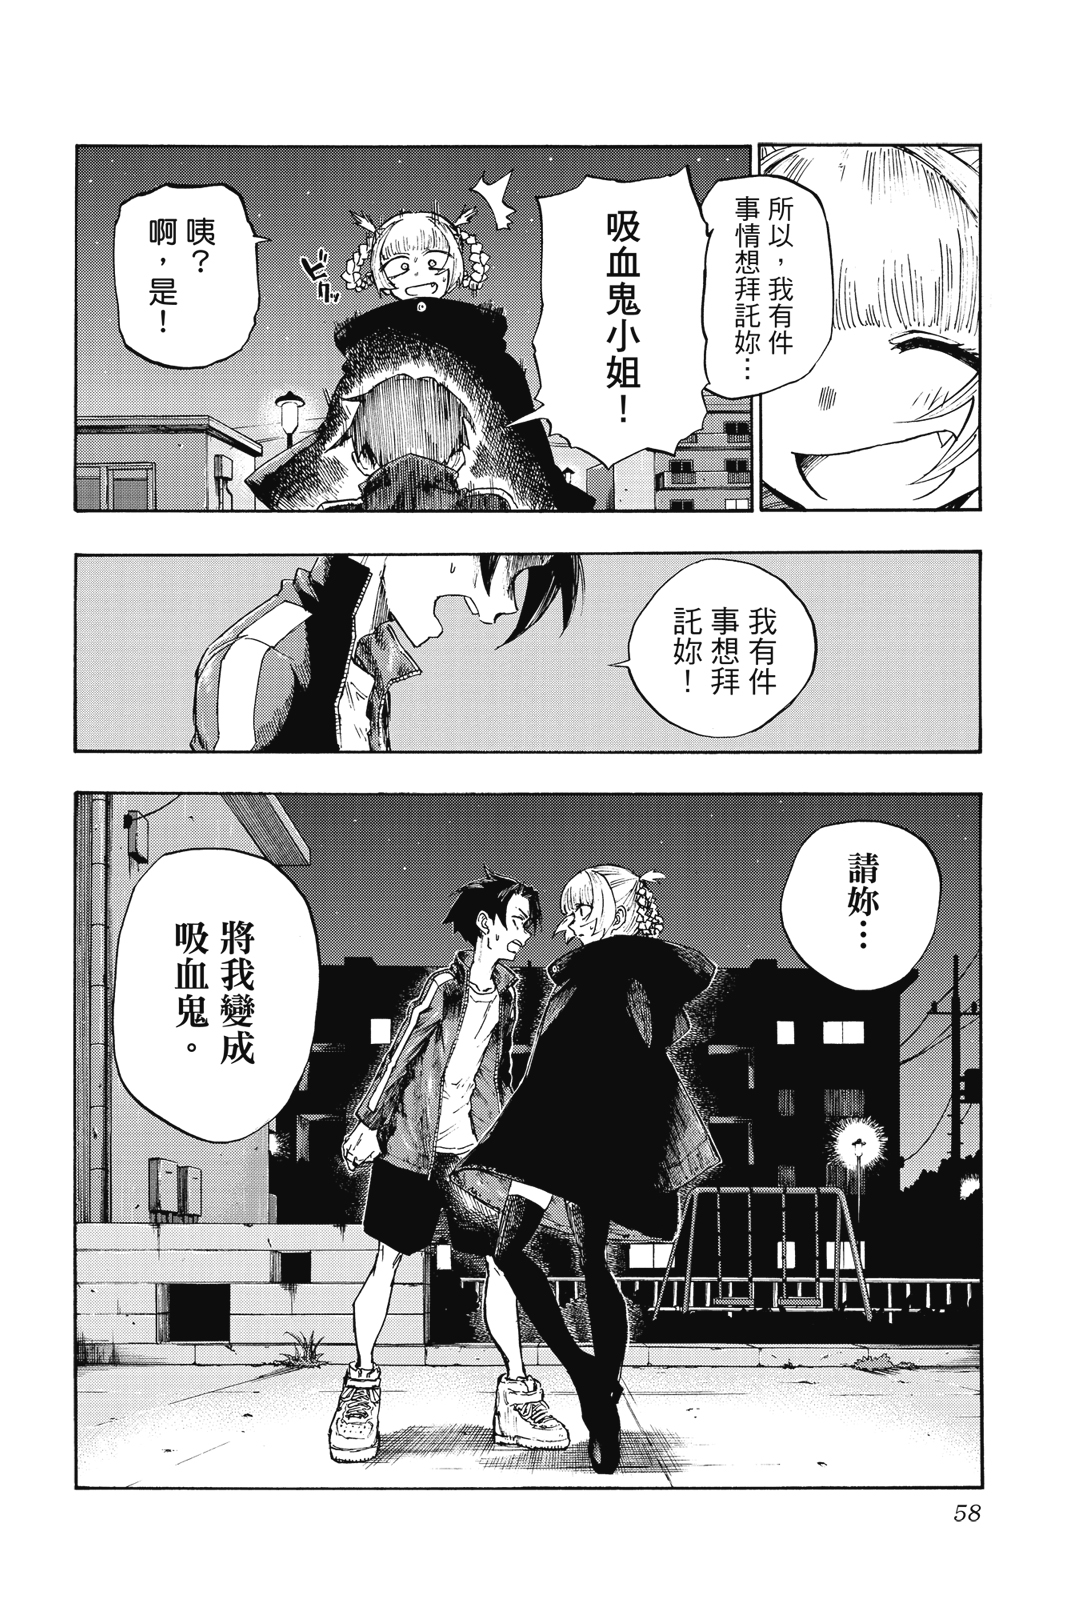 所以，我有件
事情想拜託妳…
吸血鬼小姐！
ビクッ
咦？
啊，是！
我有件
事想拜
託妳！
請妳…
將我變成
吸血鬼。
58